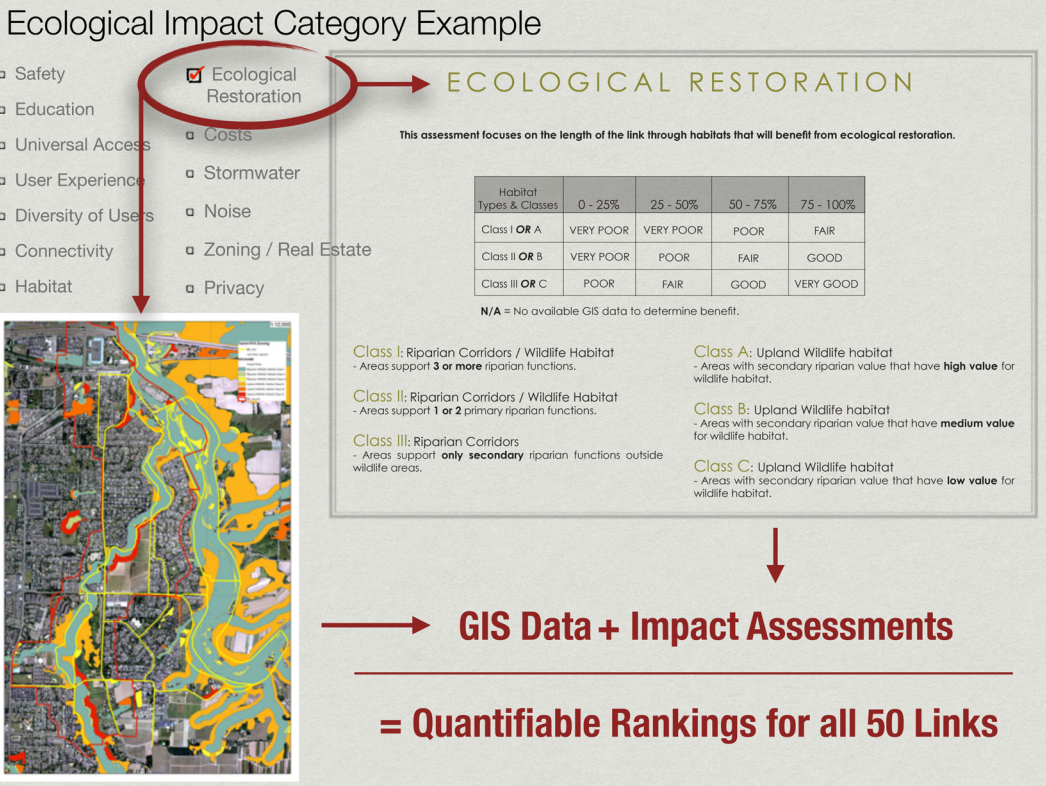 Ecological Impact Category Example
Safety
Education
Universal Access
User Experience
Diversity of Users
Connectivity
Habitat
Ecological
Restoration
Costs
Stormwater
Noise
Zoning / Real Estate
Privacy
ECOLOGICAL RESTORATION
This assessment focuses on the length of the link through habitats that will benefit from ecological restoration.
Habitat
Types & Classes 0 - 25% 25 - 50% 50 - 75% 75 - 100%
Class I OR A VERY POOR VERY POOR POOR FAIR
Class II OR B VERY POOR POOR FAIR GOOD
Class III OR C POOR FAIR GOOD VERY GOOD
N/A = No available GIS data to determine benefit.
Class I: Riparian Corridors / Wildlife Habitat
- Areas support 3 or more riparian functions.
Class II: Riparian Corridors / Wildlife Habitat
- Areas support 1 or 2 primary riparian functions.
Class III: Riparian Corridors
- Areas support only secondary riparian functions outside
wildlife areas.
Class A: Upland Wildlife habitat
- Areas with secondary riparian value that have high value for
wildlife habitat.
Class B: Upland Wildlife habitat
- Areas with secondary riparian value that have medium value
for wildlife habitat.
Class C: Upland Wildlife habitat
- Areas with secondary riparian value that have low value for
wildlife habitat.
GIS Data + Impact Assessments
= Quantifiable Rankings for all 50 Links